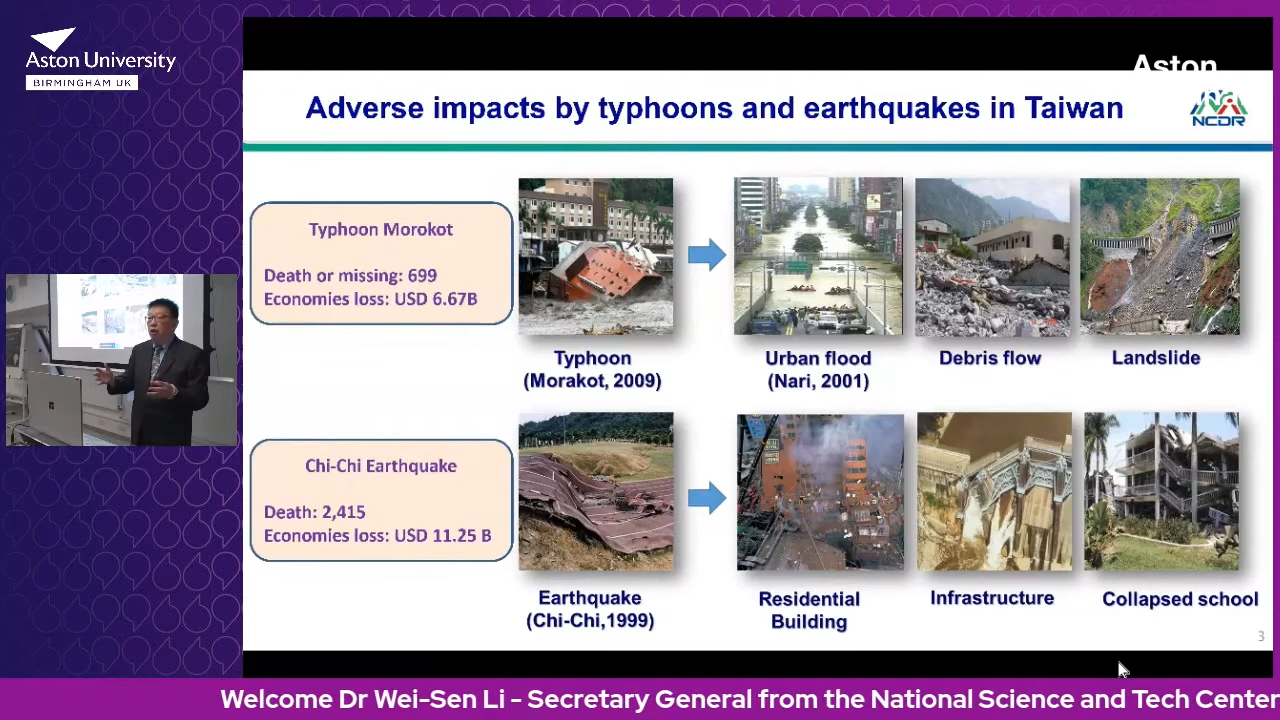 Aston University
BIRMINGHAM UK
Aston
Adverse impacts by typhoons and earthquakes in Taiwan
NCDR
Typhoon Morokot
Death or missing: 699
Economies loss: USD 6.67B
Typhoon
(Morakot, 2009)
Urban flood
(Nari, 2001)
Debris flow
Landslide
Chi-Chi Earthquake
Death: 2,415
Economies loss: USD 11.25 B
Earthquake
(Chi-Chi,1999)
Residential
Building
Infrastructure
Collapsed school
3
Welcome Dr Wei-Sen Li - Secretary General from the National Science and Tech Center